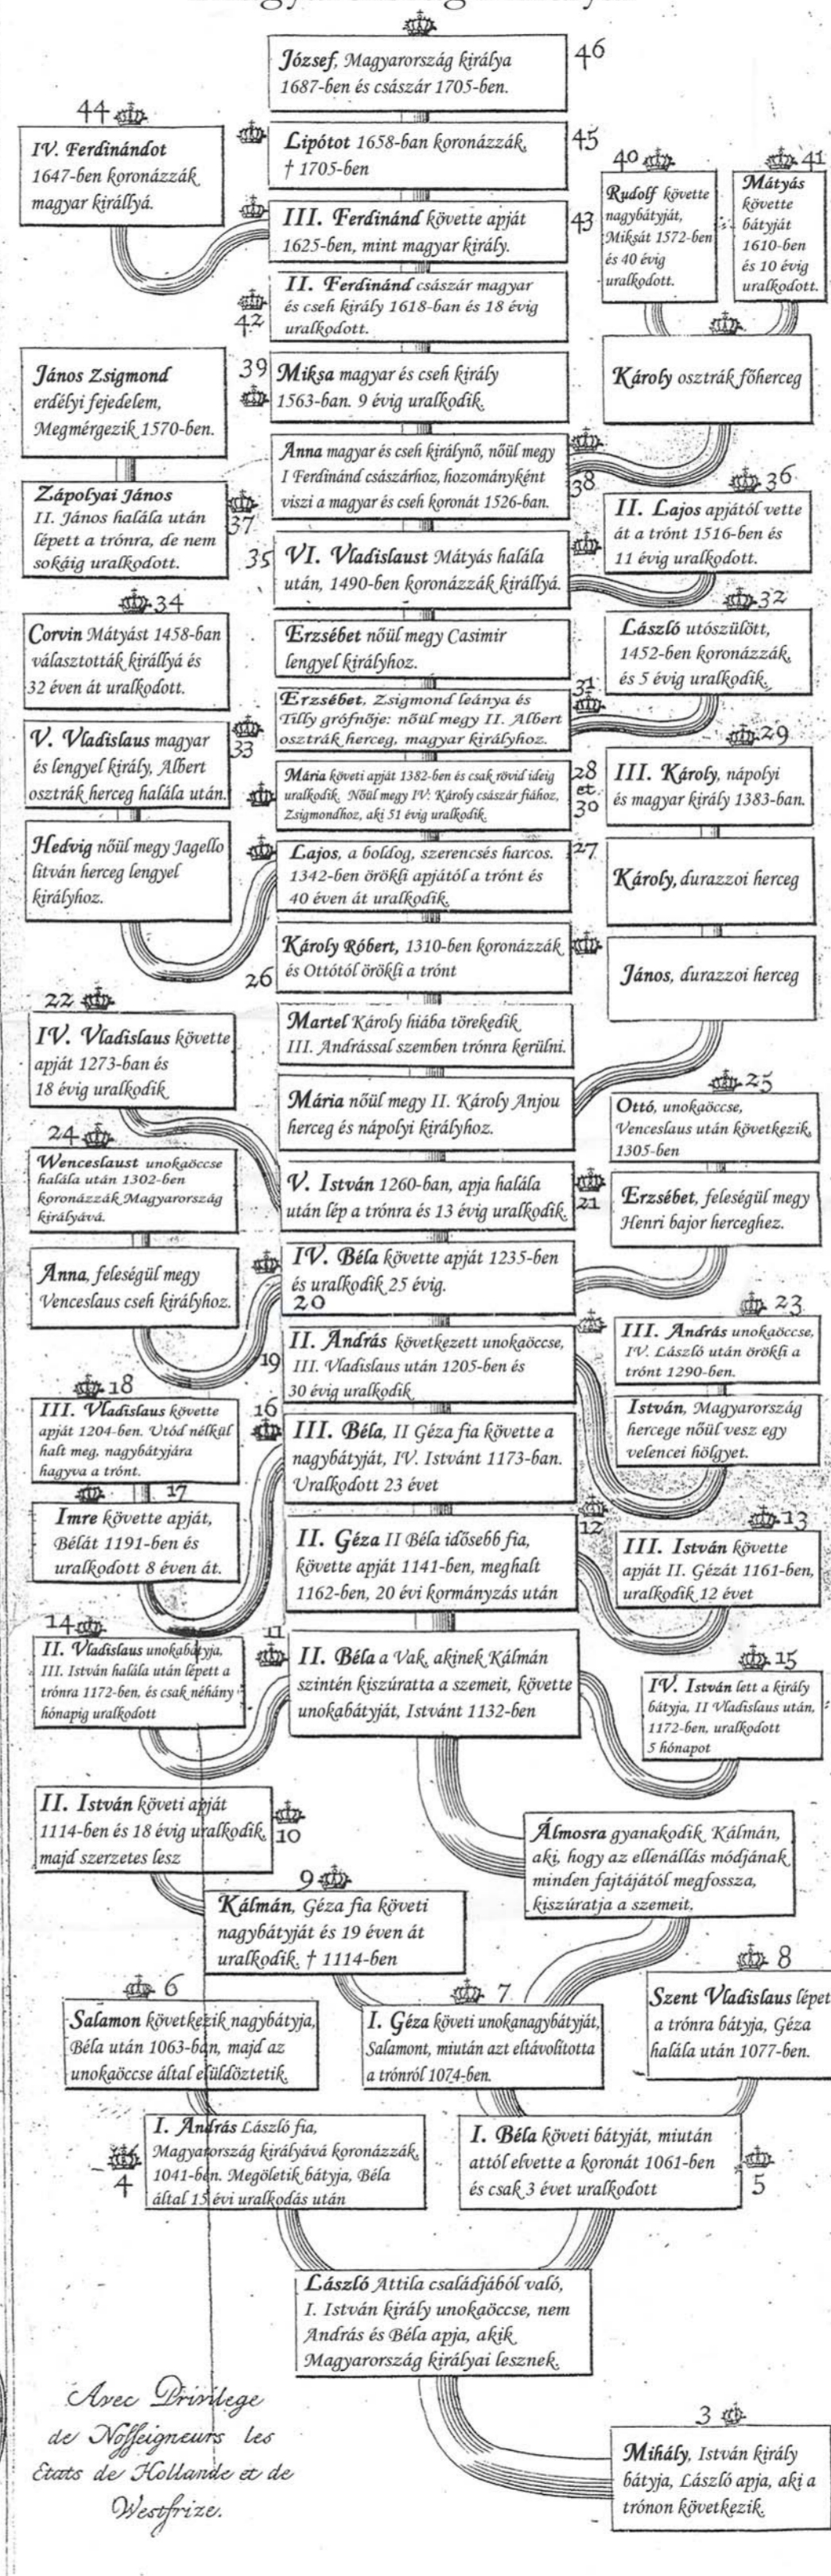 46
József, Magyarország királya
1687-ben és császár 1705-ben.
44
IV. Ferdinándot
1647-ben koronázzák
magyar királlyá.
Lipótot 1658-ban koronázzák,
† 1705-ben
45
40
Rudolf követte
nagybátyját,
Miksát 1572-ben
és 40 évig
uralkodott.
41
Mátyás
követte
bátyját
1610-ben
és 10 évig
uralkodott.
III. Ferdinánd követte apját
1625-ben, mint magyar király.
43
II. Ferdinánd császár magyar
és cseh király 1618-ban és 18 évig
uralkodott.
42
János Zsigmond
erdélyi fejedelem,
Megmérgezik 1570-ben.
39
Miksa magyar és cseh király
1563-ban. 9 évig uralkodik.
Károly osztrák főherceg
Anna magyar és cseh királynő, nőül megy
I Ferdinánd császárhoz, hozományként
viszi a magyar és cseh koronát 1526-ban.
38
Zápolyai János
II. János halála után
lépett a trónra, de nem
sokáig uralkodott.
37
36
II. Lajos apjától vette
át a trónt 1516-ben és
11 évig uralkodott.
35
VI. Vladislaust Mátyás halála
után, 1490-ben koronázzák királlyá.
34
Corvin Mátyást 1458-ban
választották királlyá és
32 éven át uralkodott.
Erzsébet nőül megy Casimir
lengyel királyhoz.
32
László utószülött,
1452-ben koronázzák,
és 5 évig uralkodik.
Erzsébet, Zsigmond leánya és
Tilly grófnője: nőül megy II. Albert
osztrák herceg, magyar királyhoz.
31
V. Vladislaus magyar
és lengyel király, Albert
osztrák herceg halála után.
33
Mária követi apját 1382-ben és csak rövid ideig
uralkodik. Nőül megy IV. Károly császár fiához,
Zsigmondhoz, aki 51 évig uralkodik.
28
et.
30
29
III. Károly, nápolyi
és magyar király 1383-ban.
Hedvig nőül megy Jagello
litván herceg lengyel
királyhoz.
Lajos, a boldog, szerencsés harcos.
1342-ben örökli apjától a trónt és
40 éven át uralkodik.
27
Károly, durazzoi herceg
Károly Róbert, 1310-ben koronázzák
és Ottótól örökli a trónt
26
János, durazzoi herceg
22
IV. Vladislaus követte
apját 1273-ban és
18 évig uralkodik
Martel Károly hiába törekedik
III. Andrással szemben trónra kerülni.
Mária nőül megy II. Károly Anjou
herceg és nápolyi királyhoz.
25
Ottó, unokaöccse,
Venceslaus után következik,
1305-ben
24
Wenceslaust unokaöccse
halála után 1302-ben
koronázzák Magyarország
királyává.
V. István 1260-ban, apja halála
után lép a trónra és 13 évig uralkodik.
21
Erzsébet, feleségül megy
Henri bajor herceghez.
Anna, feleségül megy
Venceslaus cseh királyhoz.
IV. Béla követte apját 1235-ben
és uralkodik 25 évig.
20
II. András következett unokaöccse,
III. Vladislaus után 1205-ben és
30 évig uralkodik
19
23
III. András unokaöccse,
IV. László után örökli a
trónt 1290-ben.
18
III. Vladislaus követte
apját 1204-ben. Utód nélkül
halt meg, nagybátyjára
hagyva a trónt.
16
III. Béla, II Géza fia követte a
nagybátyját, IV. Istvánt 1173-ban.
Uralkodott 23 évet
István, Magyarország
hercege nőül vesz egy
velencei hölgyet.
17
Imre követte apját,
Bélát 1191-ben és
uralkodott 8 éven át.
II. Géza II Béla idősebb fia,
követte apját 1141-ben, meghalt
1162-ben, 20 évi kormányzás után
12
13
III. István követte
apját II. Gézát 1161-ben,
uralkodik 12 évet
14
II. Vladislaus unokabátyja,
III. István halála után lépett a
trónra 1172-ben, és csak néhány
hónapig uralkodott
11
II. Béla a Vak, akinek Kálmán
szintén kiszúratta a szemeit, követte
unokabátyját, Istvánt 1132-ben
15
IV. István lett a király
bátyja, II Vladislaus után,
1172-ben, uralkodott
5 hónapot
II. István követi apját
1114-ben és 18 évig uralkodik,
majd szerzetes lesz
10
Álmosra gyanakodik Kálmán,
aki, hogy az ellenállás módjának
minden fajtájától megfossza,
kiszúratja a szemeit.
9
Kálmán, Géza fia követi
nagybátyját és 19 éven át
uralkodik. † 1114-ben
6
Salamon következik nagybátyja,
Béla után 1063-ban, majd az
unokaöccse által elüldöztetik.
7
I. Géza követi unokanagybátyját,
Salamont, miután azt eltávolította
a trónról 1074-ben.
8
Szent Vladislaus lépet
a trónra bátyja, Géza
halála után 1077-ben.
I. András László fia,
Magyarország királyává koronázzák,
1041-ben. Megöletik bátyja, Béla
által 15 évi uralkodás után
4
I. Béla követi bátyját, miután
attól elvette a koronát 1061-ben
és csak 3 évet uralkodott
5
László Attila családjából való,
I. István király unokaöccse, nem
András és Béla apja, akik
Magyarország királyai lesznek.
Avec Privilege
de Nosseigneurs les
Etats de Hollande et de
Westfrize.
3
Mihály, István király
bátyja, László apja, aki a
trónon következik.